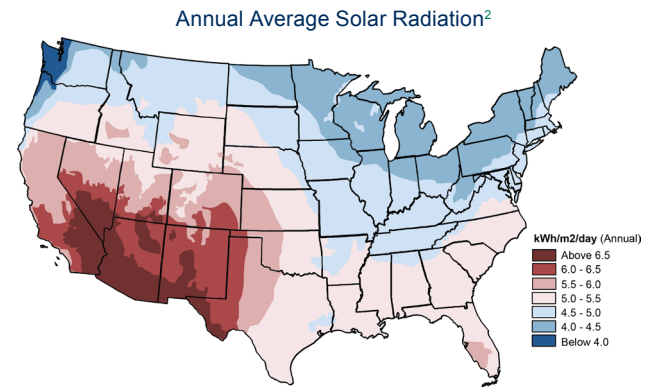 Annual Average Solar Radiation2
kWh/m2/day (Annual)
Above 6.5
6.0 - 6.5
5.5 - 6.0
5.0 - 5.5
4.5 - 5.0
4.0 - 4.5
Below 4.0